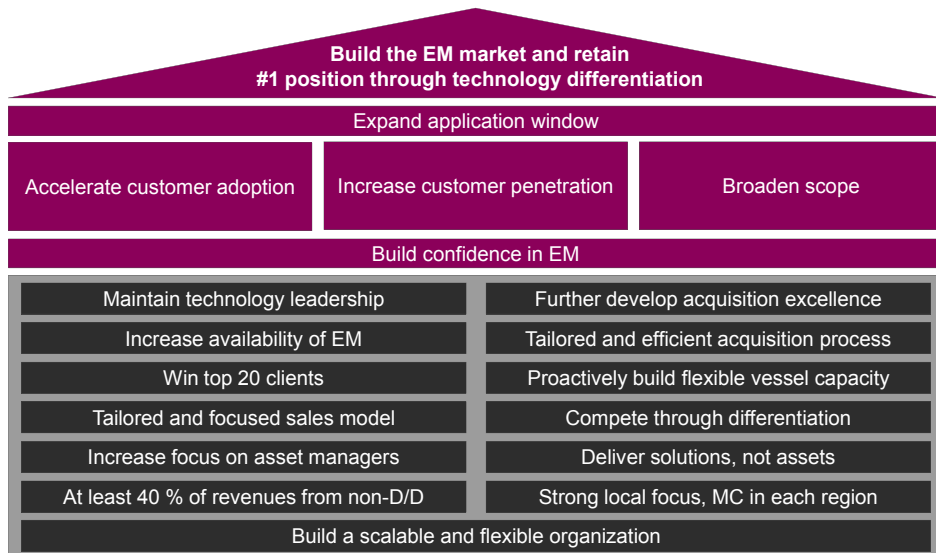 Build the EM market and retain
#1 position through technology differentiation
Expand application window
Accelerate customer adoption
Increase customer penetration
Broaden scope
Build confidence in EM
Maintain technology leadership
Further develop acquisition excellence
Increase availability of EM
Tailored and efficient acquisition process
Win top 20 clients
Proactively build flexible vessel capacity
Tailored and focused sales model
Compete through differentiation
Increase focus on asset managers
Deliver solutions, not assets
At least 40 % of revenues from non-D/D
Strong local focus, MC in each region
Build a scalable and flexible organization